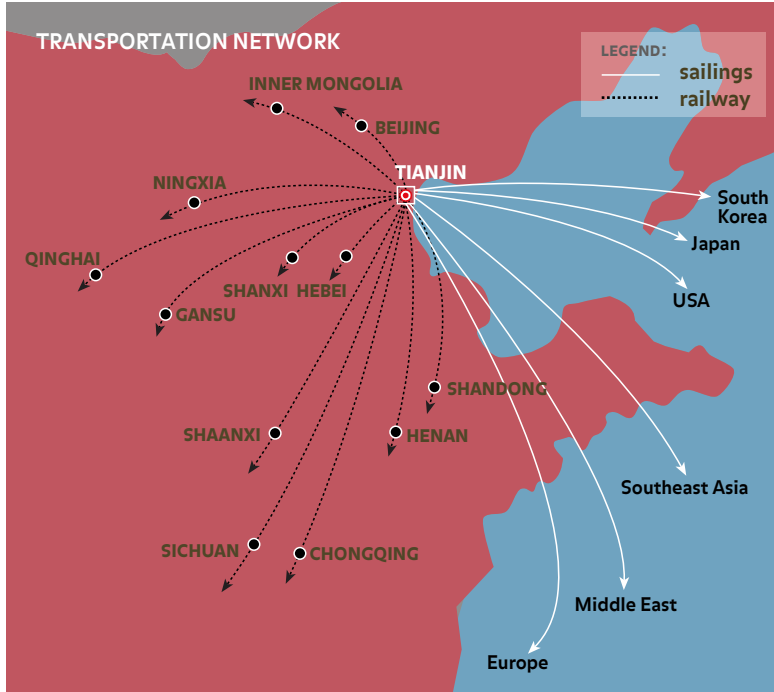 TRANSPORTATION NETWORK
LEGEND:
sailings
railway
INNER MONGOLIA
BEIJING
TIANJIN
NINGXIA
South
Korea
Japan
QINGHAI
SHANXI HEBEI
USA
GANSU
SHANDONG
SHAANXI
HENAN
Southeast Asia
SICHUAN
CHONGQING
Middle East
Europe